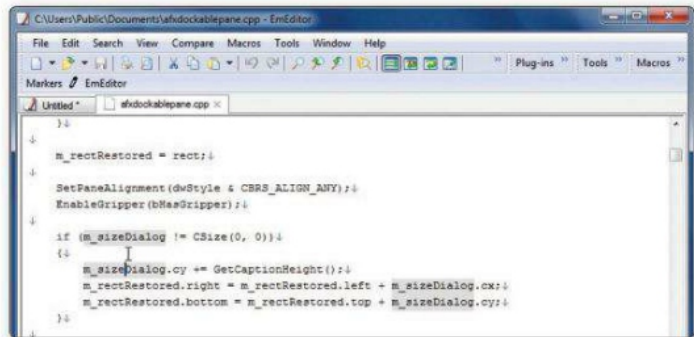 C:\Users\Public\Documents\afxdockablepane.cpp - EmEditor
File Edit Search View Compare Macros Tools Window Help
Plug-ins Tools Macros
Markers EmEditor
Untitled * afxdockablepane.cpp ×
}↓
↓
m_rectRestored = rect;↓
↓
SetPaneAlignment(dwStyle & CBRS_ALIGN_ANY);↓
EnableGripper(bHasGripper);↓
↓
if (m_sizeDialog != CSize(0, 0))↓
{↓
m_sizeDialog.cy += GetCaptionHeight();↓
m_rectRestored.right = m_rectRestored.left + m_sizeDialog.cx;↓
m_rectRestored.bottom = m_rectRestored.top + m_sizeDialog.cy;↓
}↓
↓